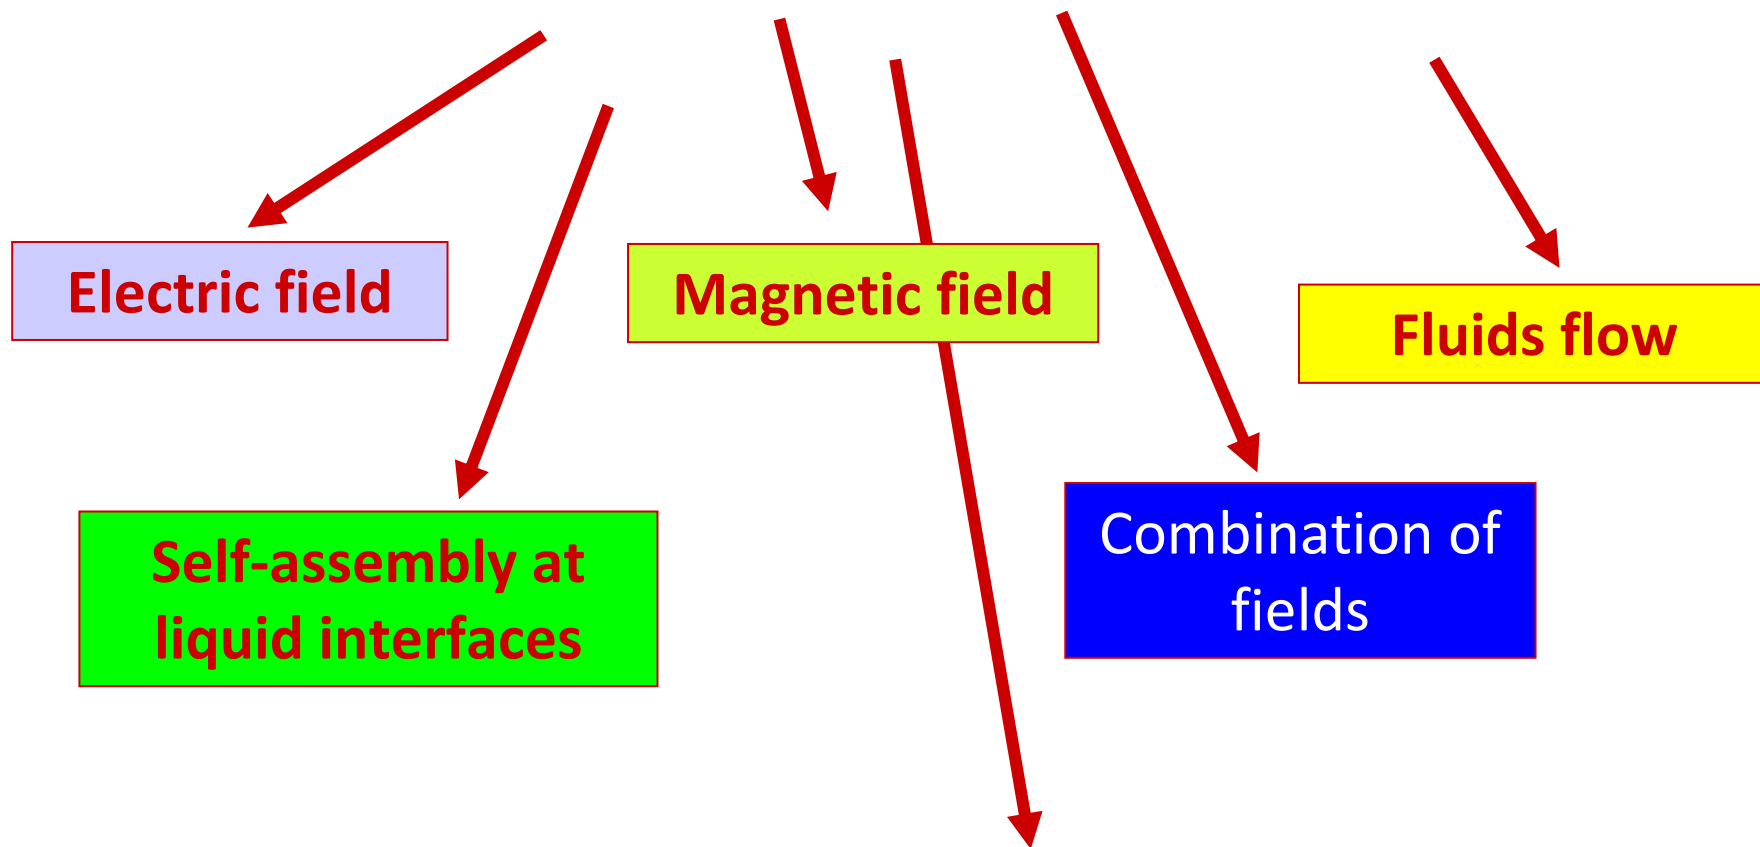 Electric field
Magnetic field
Fluids flow
Self-assembly at
liquid interfaces
Combination of
fields